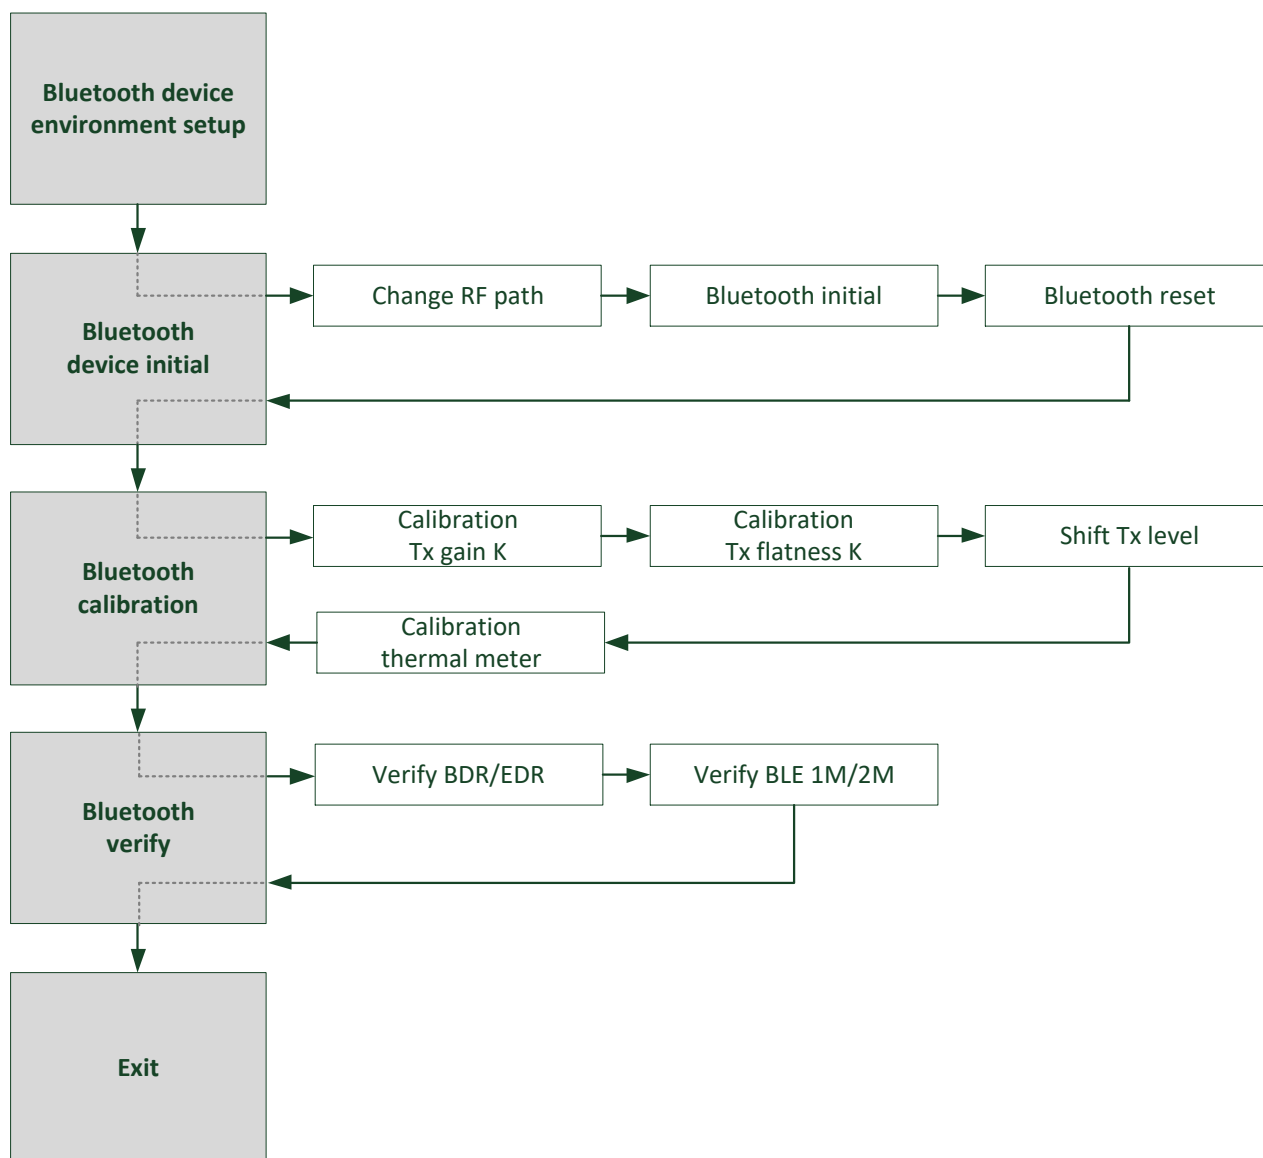 Bluetooth device
environment setup
Bluetooth
device initial
Change RF path
Bluetooth initial
Bluetooth reset
Bluetooth
calibration
Calibration
Tx gain K
Calibration
Tx flatness K
Shift Tx level
Calibration
thermal meter
Bluetooth
verify
Verify BDR/EDR
Verify BLE 1M/2M
Exit